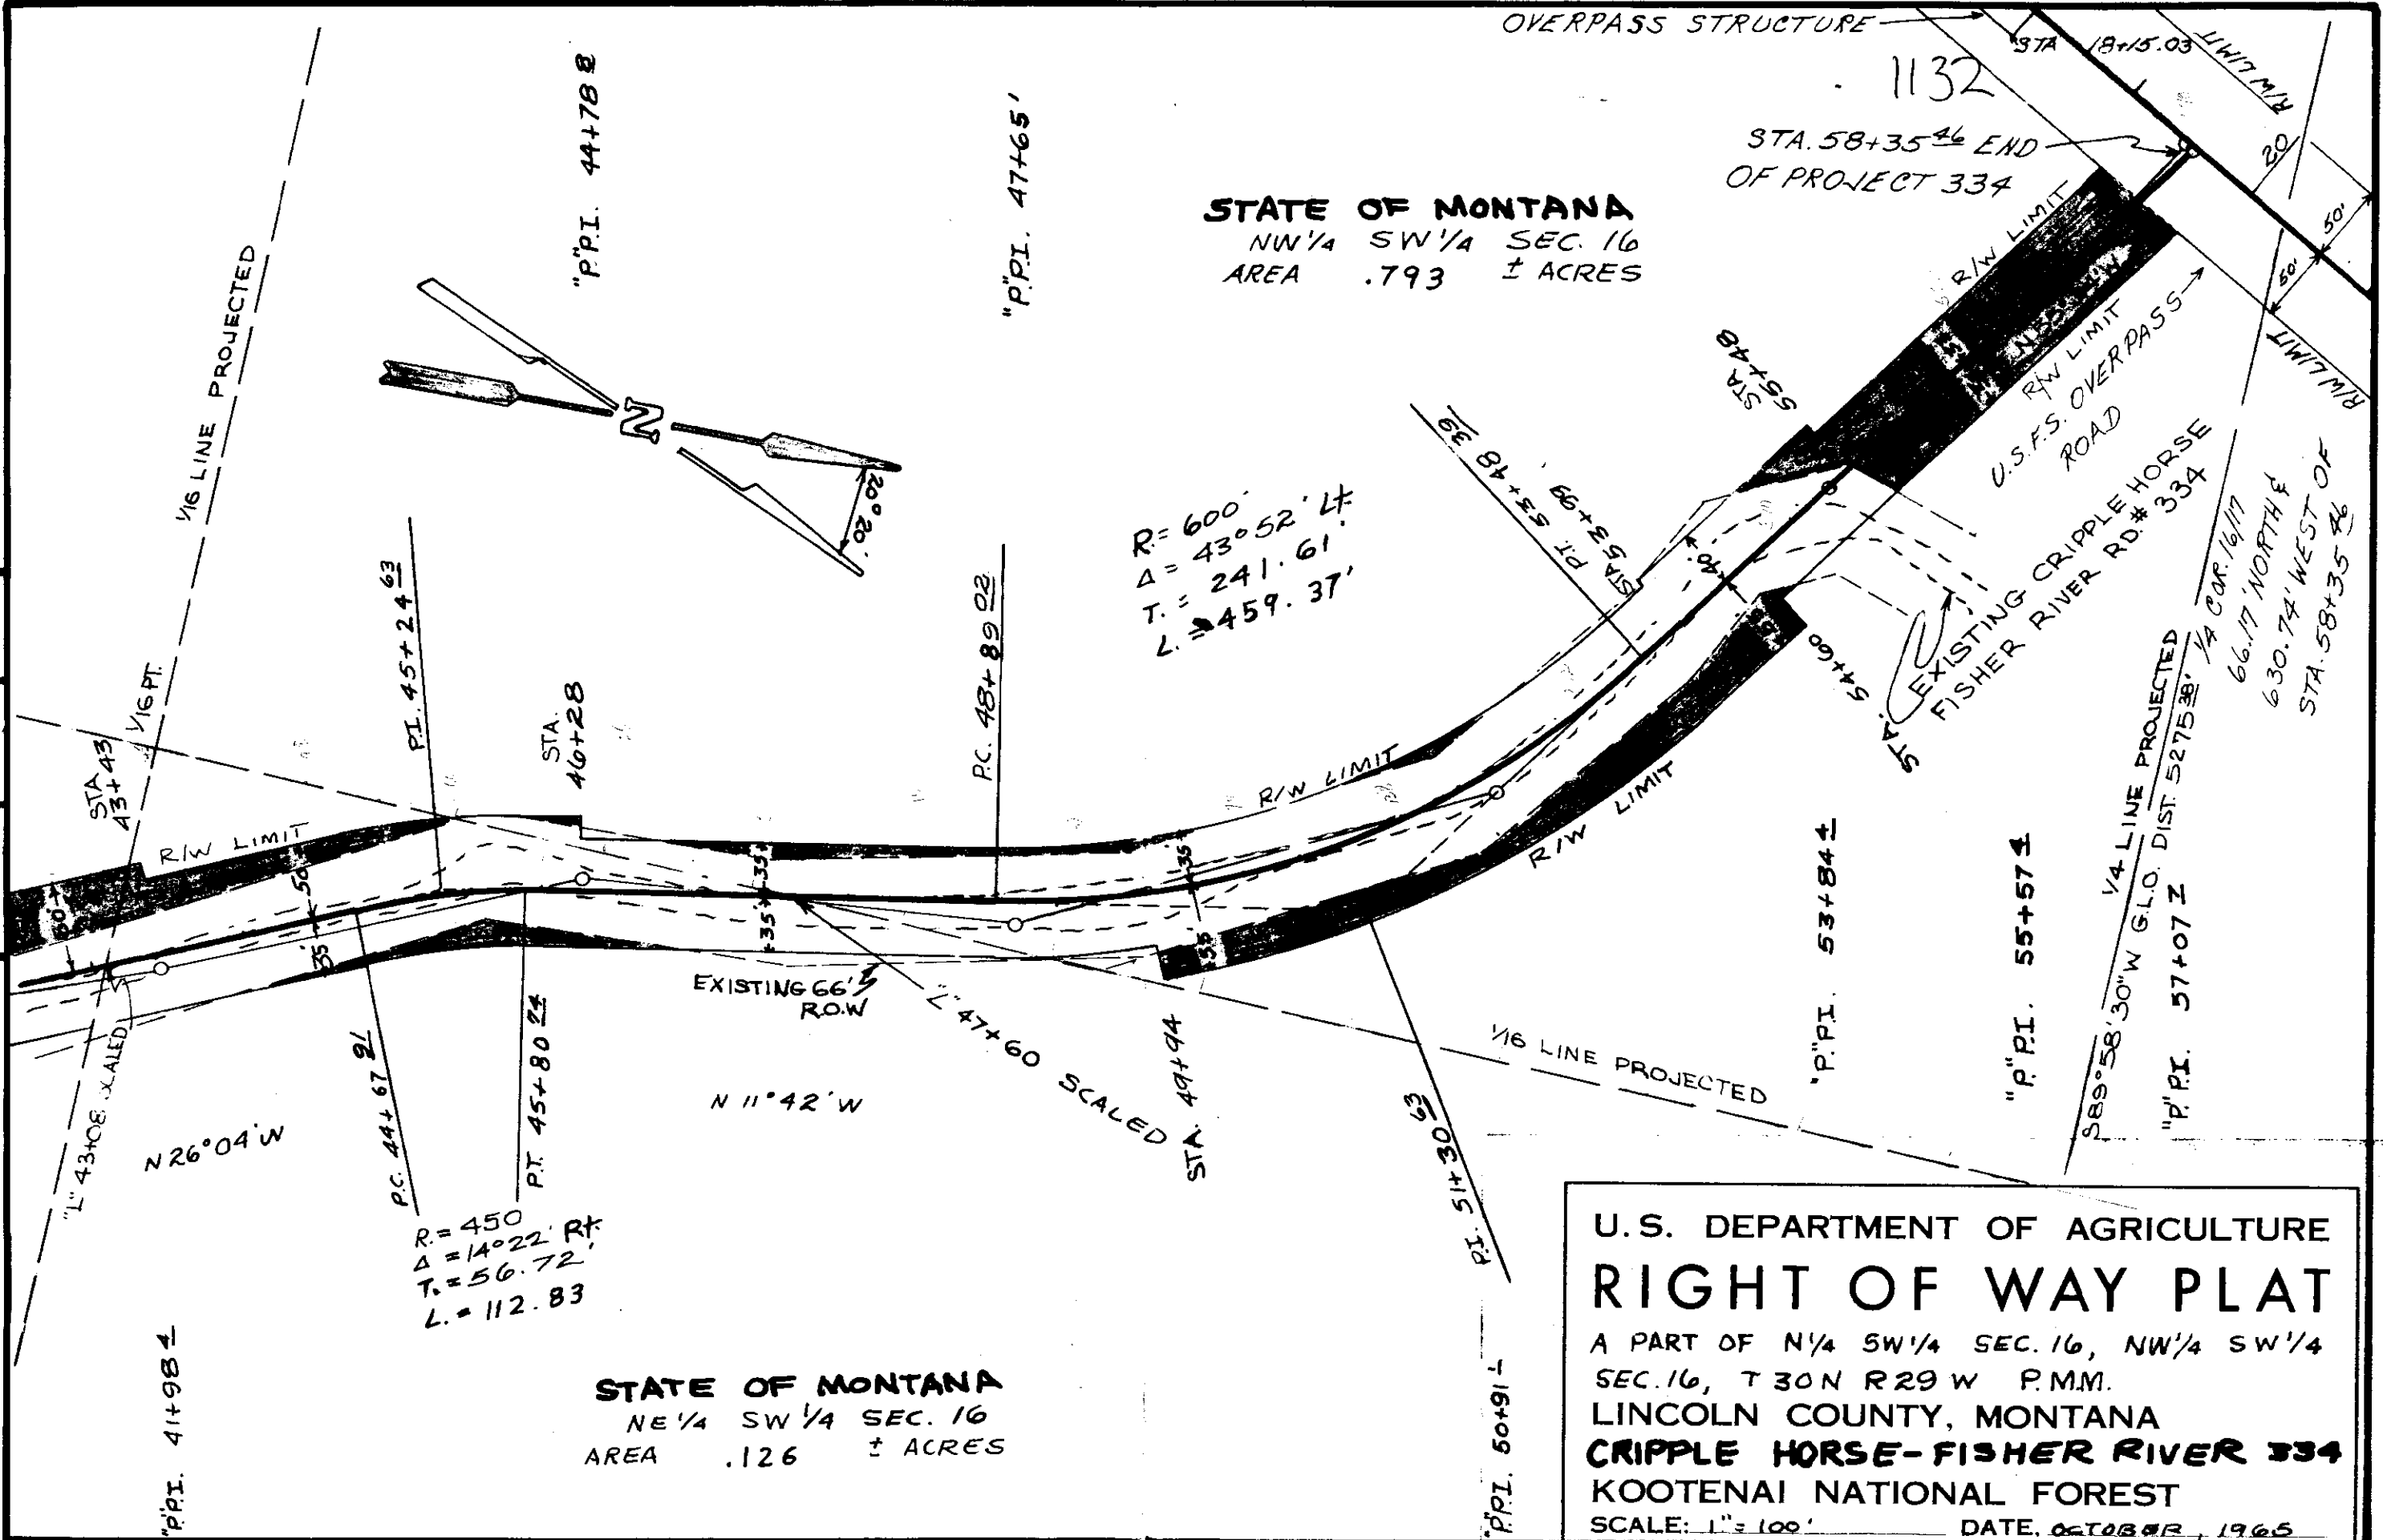 OVERPASS STRUCTURE
STA 18+15.03
R/W LIMIT
1132
STA. 58+35 46 END
OF PROJECT 334
20
50'
50'
R/W LIMIT
"P." P.I. 44+78 8
"P." P.I. 47+65'
STATE OF MONTANA
NW 1/4 SW 1/4 SEC. 16
AREA .793 ± ACRES
1/16 LINE PROJECTED
N
20° 20'
R/W LIMIT
R/W LIMIT
U.S.F.S. OVERPASS
ROAD
STA
55+48
P.T. 53+48 39
STA 53+99
R = 600'
Δ = 43°52' Lt.
T. = 241.61'
L. = 459.37'
40'
EXISTING CRIPPLE HORSE
FISHER RIVER RD. # 334
STA. 54+60
1/4 COR. 16/17
66.17' NORTH &
630.74' WEST OF
STA. 58+35 46
1/4 LINE PROJECTED
S89°58'30"W G.L.O. DIST. 5275 38'
1/16 PT.
STA
43+43
P.I. 45+24 63
STA.
46+28
P.C. 48+89 02
R/W LIMIT
R/W LIMIT
R/W LIMIT
60'
50'
35'
35'
35'
35'
35'
EXISTING 66'
R.O.W
"L" 47+60 SCALED
STA. 49+94
1/16 LINE PROJECTED
"L" 43+08 SCALED
N 26°04'W
P.C. 44+67 91
P.T. 45+80 74
N 11°42'W
P.I. 51+30 63
"P." P.I. 53+84 4
"P." P.I. 55+57 4
"P." P.I. 57+07 Z
R. = 450
Δ = 14°22' Rt.
T. = 56.72'
L. = 112.83
"P." P.I. 41+98 4
STATE OF MONTANA
NE 1/4 SW 1/4 SEC. 16
AREA .126 ± ACRES
"P." P.I. 50+91 1
U.S. DEPARTMENT OF AGRICULTURE
RIGHT OF WAY PLAT
A PART OF N 1/4 SW 1/4 SEC. 16, NW 1/4 SW 1/4
SEC. 16, T 30 N R 29 W P.M.M.
LINCOLN COUNTY, MONTANA
CRIPPLE HORSE-FISHER RIVER 334
KOOTENAI NATIONAL FOREST
SCALE: 1" = 100' DATE, OCTOBER, 1965